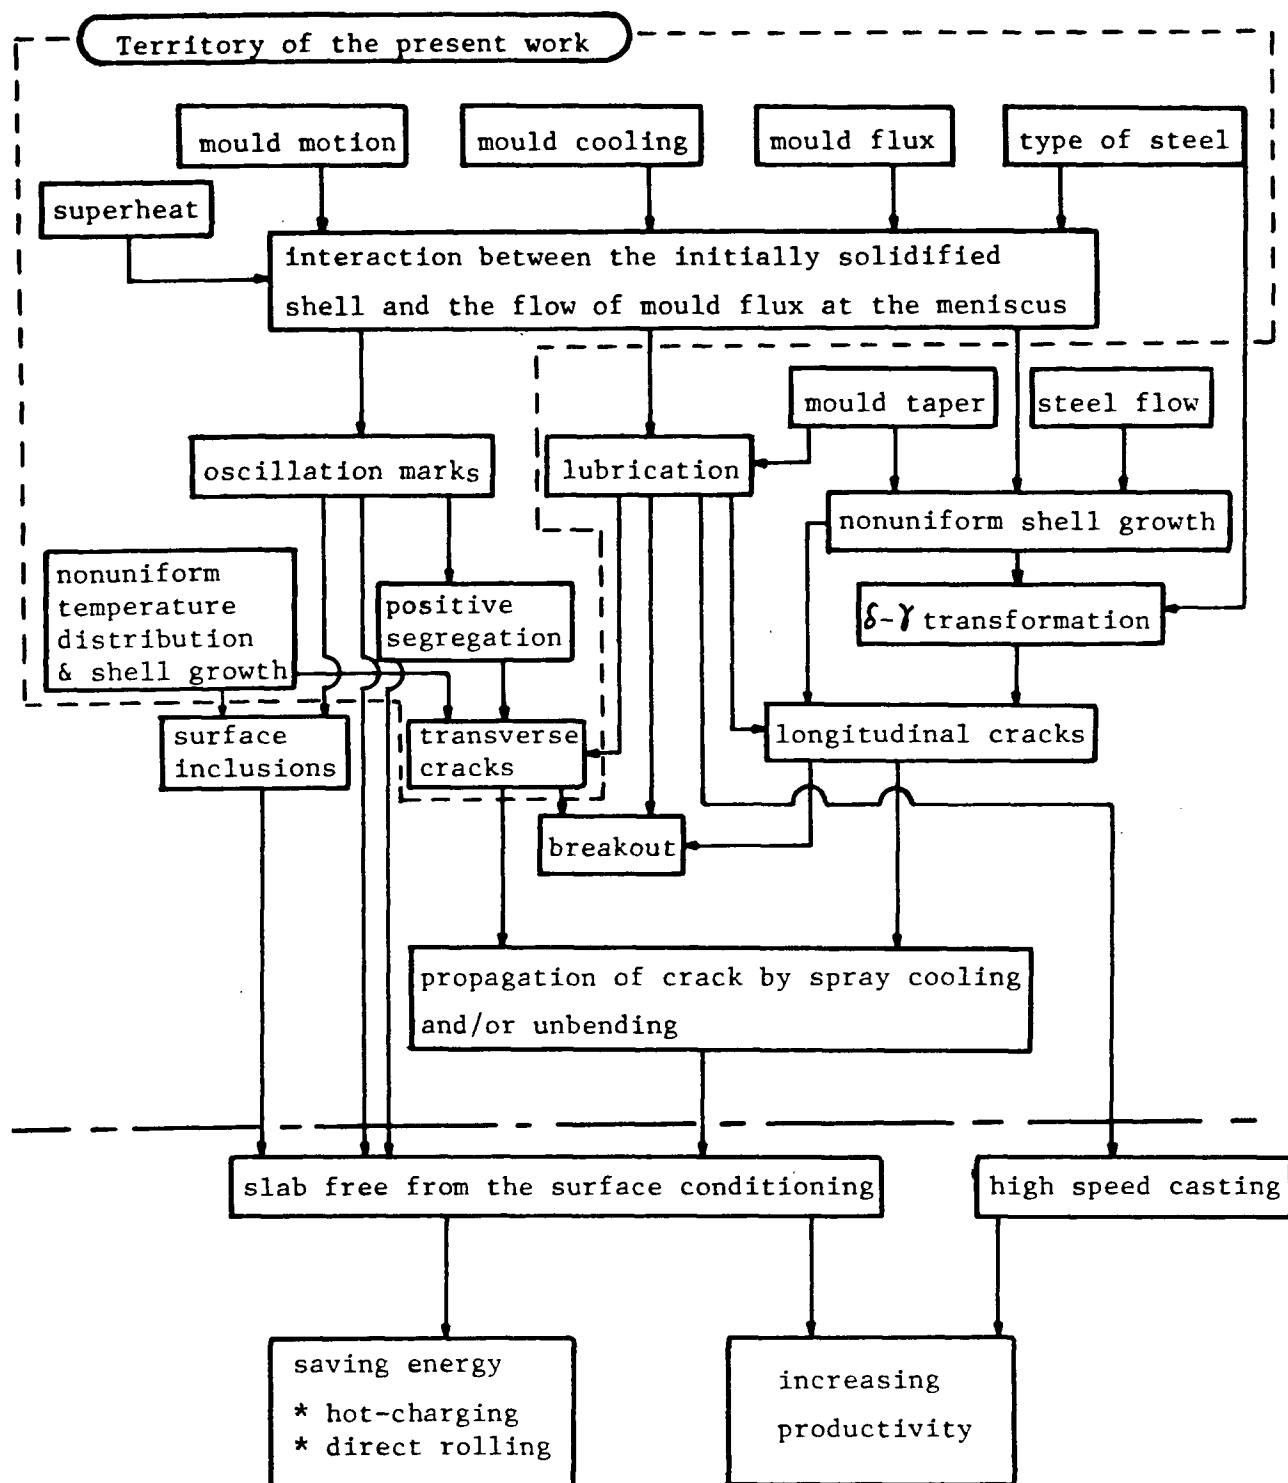 Territory of the present work
mould motion
mould cooling
mould flux
type of steel
superheat
interaction between the initially solidified
shell and the flow of mould flux at the meniscus
mould taper
steel flow
oscillation marks
lubrication
nonuniform shell growth
nonuniform
temperature
distribution
& shell growth
positive
segregation
δ-γ transformation
surface
inclusions
transverse
cracks
longitudinal cracks
breakout
propagation of crack by spray cooling
and/or unbending
slab free from the surface conditioning
high speed casting
saving energy
* hot-charging
* direct rolling
increasing
productivity